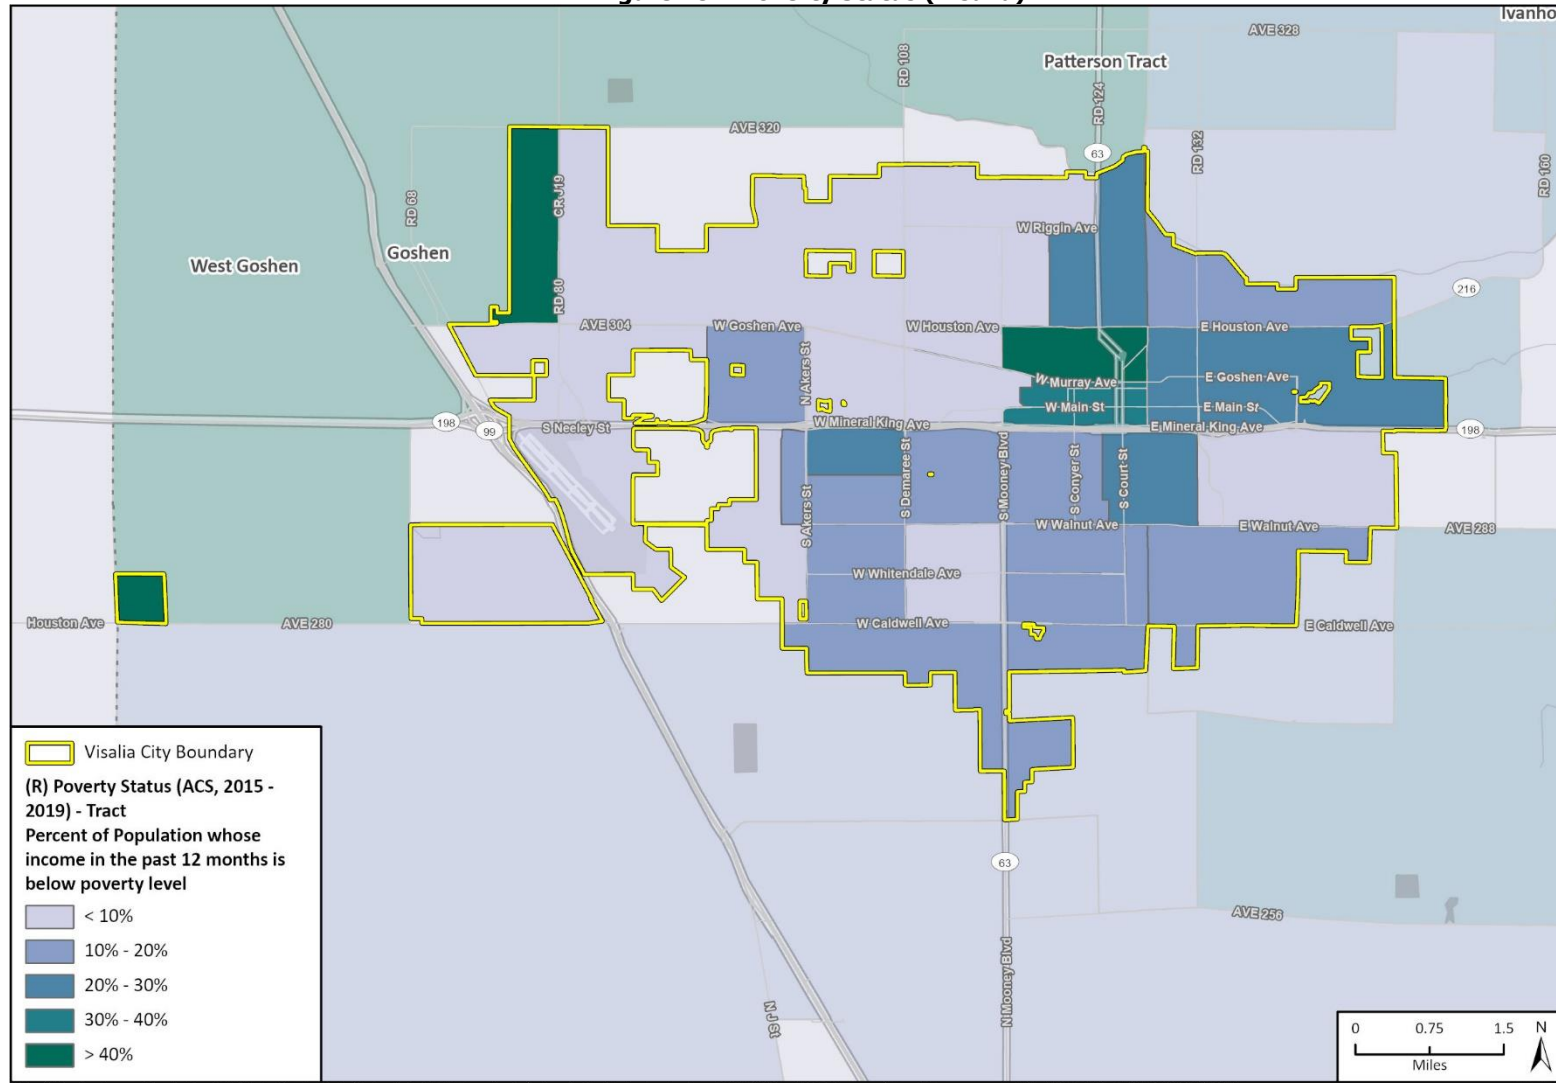 Ivanho
AVE 328
RD 108
Patterson Tract
RD 124
AVE 320
63
RD 132
RD 160
CR J19
RD 68
W Riggin Ave
Goshen
West Goshen
RD 80
216
AVE 304
W Goshen Ave
W Houston Ave
E Houston Ave
N Akers St
W Murray Ave
E Goshen Ave
W Main St
E Main St
198
99
S Neeley St
W Mineral King Ave
E Mineral King Ave
198
S Demaree St
S Mooney Blvd
S Conyer St
S Court St
S Akers St
W Walnut Ave
E Walnut Ave
AVE 288
W Whitendale Ave
Houston Ave
AVE 280
W Caldwell Ave
E Caldwell Ave
63
AVE 256
N Mooney Blvd
N J St
Visalia City Boundary
(R) Poverty Status (ACS, 2015 -
2019) - Tract
Percent of Population whose
income in the past 12 months is
below poverty level
< 10%
10% - 20%
20% - 30%
30% - 40%
> 40%
0 0.75 1.5
Miles
N